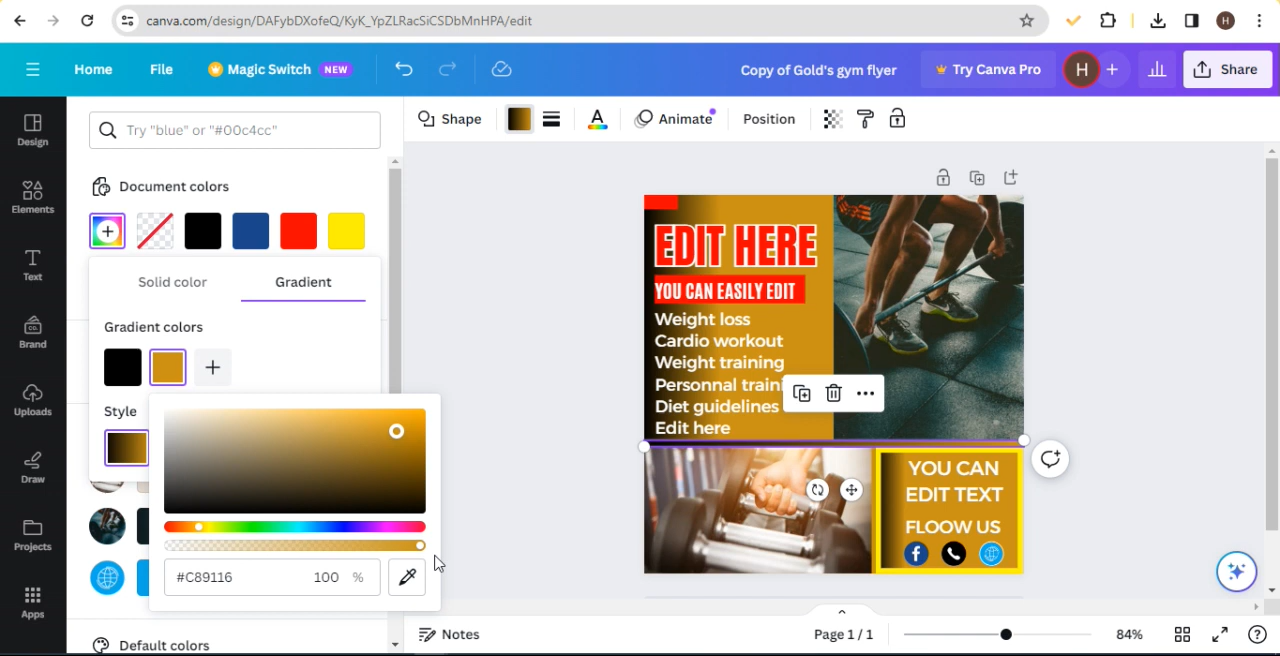 canva.com/design/DAFybDXofeQ/KyK_YpZLRacSiCSDbMnHPA/edit
H
Home
File
Magic Switch
NEW
Copy of Gold's gym flyer
Try Canva Pro
H
Share
Design
Elements
Text
Brand
Uploads
Draw
Projects
Apps
Try "blue" or "#00c4cc"
Document colors
Solid color
Gradient
Gradient colors
Style
#C89116
100 %
Default colors
Shape
A
Animate
Position
EDIT HERE
YOU CAN EASILY EDIT
Weight loss
Cardio workout
Weight training
Personnal traini
Diet guidelines
Edit here
YOU CAN
EDIT TEXT
FLOOW US
Notes
Page 1 / 1
84%